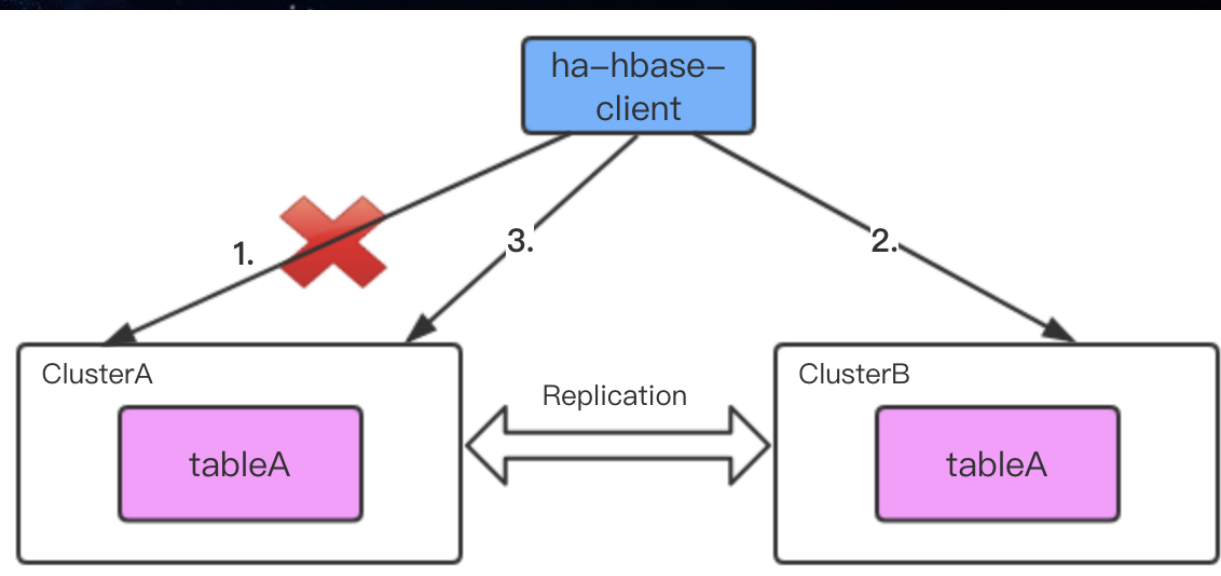 ha-hbase-
client
1.
3.
2.
ClusterA
tableA
Replication
ClusterB
tableA